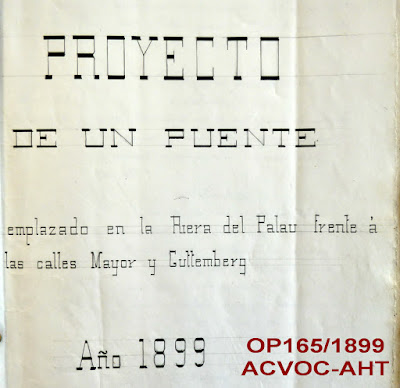 PROYECTO
DE UN PUENTE
emplazado en la Riera del Palau frente á
las calles Mayor y Guttemberg
Año 1899
OP165/1899
ACVOC-AHT